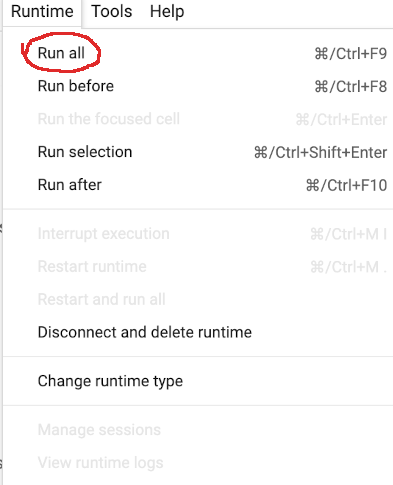 Runtime Tools Help
Run all ⌘/Ctrl+F9
Run before ⌘/Ctrl+F8
Run the focused cell ⌘/Ctrl+Enter
Run selection ⌘/Ctrl+Shift+Enter
Run after ⌘/Ctrl+F10
Interrupt execution ⌘/Ctrl+M I
Restart runtime ⌘/Ctrl+M .
Restart and run all
Disconnect and delete runtime
Change runtime type
Manage sessions
View runtime logs